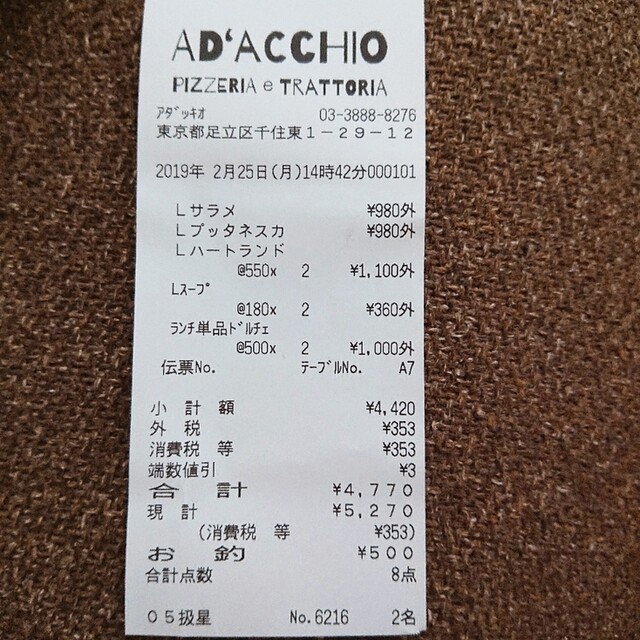 AD'ACCHIO
PIZZERIA e TRATTORIA
ｱﾀﾞｯｷｵ 03-3888-8276
東京都足立区千住東１－２９－１２
2019年 2月25日(月)14時42分000101
Ｌサラメ ¥980外
Ｌプッタネスカ ¥980外
Ｌハートランド
@550x 2 ¥1,100外
Lｽｰﾌﾟ
@180x 2 ¥360外
ﾗﾝﾁ単品ﾄﾞﾙﾁｪ
@500x 2 ¥1,000外
伝票No. ﾃｰﾌﾞﾙNo. A7
小計額 ¥4,420
外税 ¥353
消費税等 ¥353
端数値引 ¥3
合計 ¥4,770
現計 ¥5,270
(消費税等 ¥353)
お釣 ¥500
合計点数 8点
０５扱星 No.6216 2名